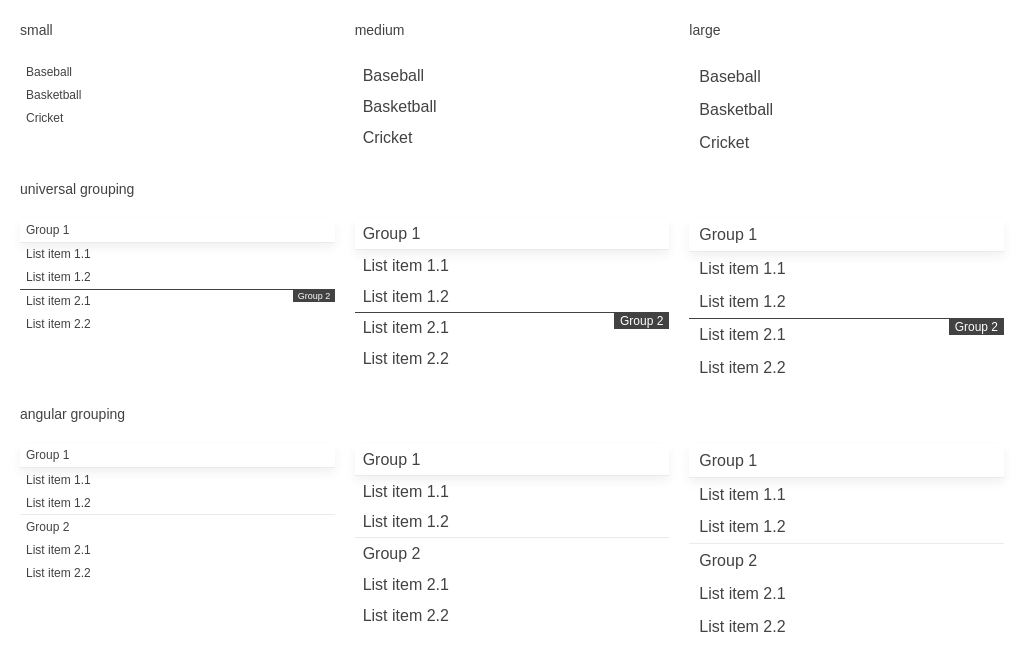 small
medium
large
Baseball
Basketball
Cricket
Baseball
Basketball
Cricket
Baseball
Basketball
Cricket
universal grouping
Group 1
List item 1.1
List item 1.2
Group 2
List item 2.1
List item 2.2
Group 1
List item 1.1
List item 1.2
Group 2
List item 2.1
List item 2.2
Group 1
List item 1.1
List item 1.2
Group 2
List item 2.1
List item 2.2
angular grouping
Group 1
List item 1.1
List item 1.2
Group 2
List item 2.1
List item 2.2
Group 1
List item 1.1
List item 1.2
Group 2
List item 2.1
List item 2.2
Group 1
List item 1.1
List item 1.2
Group 2
List item 2.1
List item 2.2